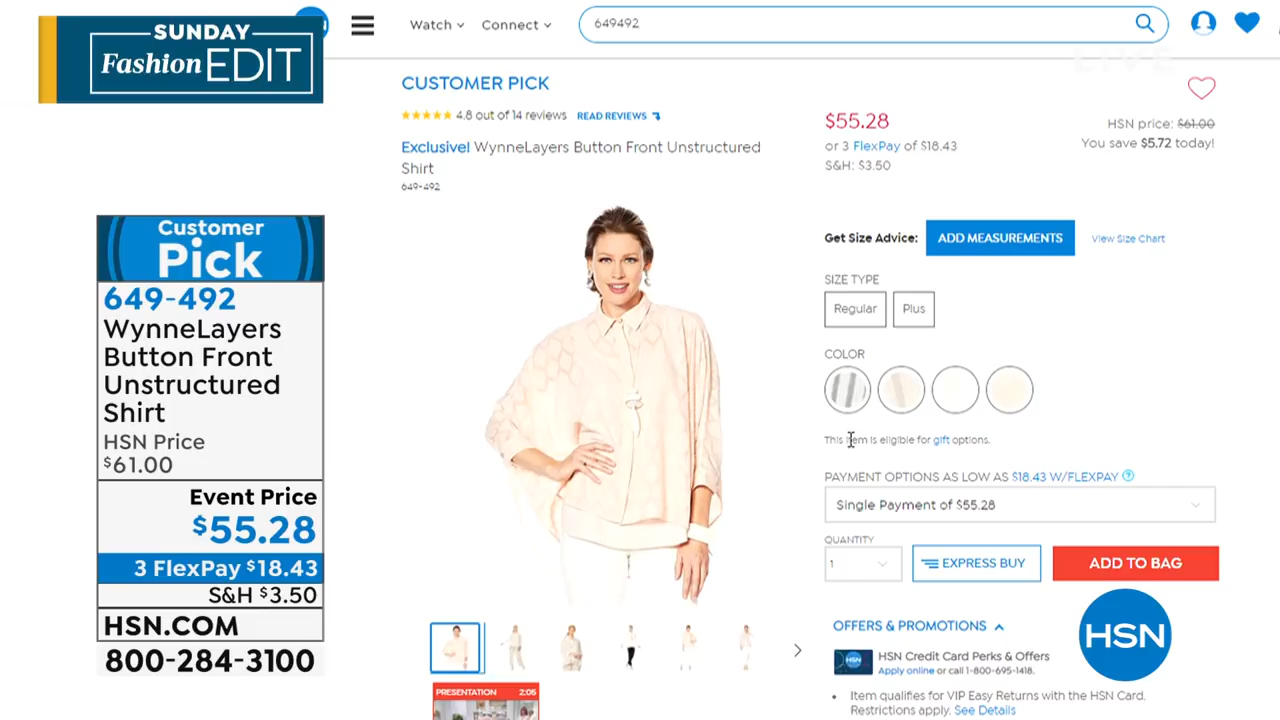 SUNDAY
Fashion EDIT
Watch
Connect
649492
LIVE
CUSTOMER PICK
4.8 out of 14 reviews READ REVIEWS
Exclusive! WynneLayers Button Front Unstructured
Shirt
649-492
$55.28
or 3 FlexPay of $18.43
S&H: $3.50
HSN price: $61.00
You save $5.72 today!
Get Size Advice: ADD MEASUREMENTS View Size Chart
SIZE TYPE
Regular Plus
COLOR
This item is eligible for gift options.
PAYMENT OPTIONS AS LOW AS $18.43 W/FLEXPAY ?
Single Payment of $55.28
QUANTITY
1
EXPRESS BUY
ADD TO BAG
OFFERS & PROMOTIONS
HSN
HSN Credit Card Perks & Offers
Apply online or call 1-800-695-1418.
• Item qualifies for VIP Easy Returns with the HSN Card.
Restrictions apply. See Details
HSN
PRESENTATION 2:05
Customer
Pick
649-492
WynneLayers
Button Front
Unstructured
Shirt
HSN Price
$61.00
Event Price
$55.28
3 FlexPay $18.43
S&H $3.50
HSN.COM
800-284-3100